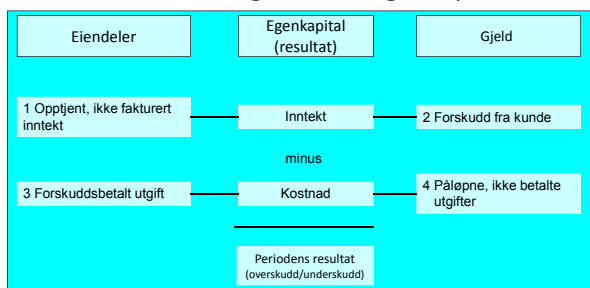 Eiendeler
Egenkapital
(resultat)
Gjeld
1 Opptjent, ikke fakturert
inntekt
Inntekt
2 Forskudd fra kunde
minus
3 Forskuddsbetalt utgift
Kostnad
4 Påløpne, ikke betalte
utgifter
Periodens resultat
(overskudd/underskudd)